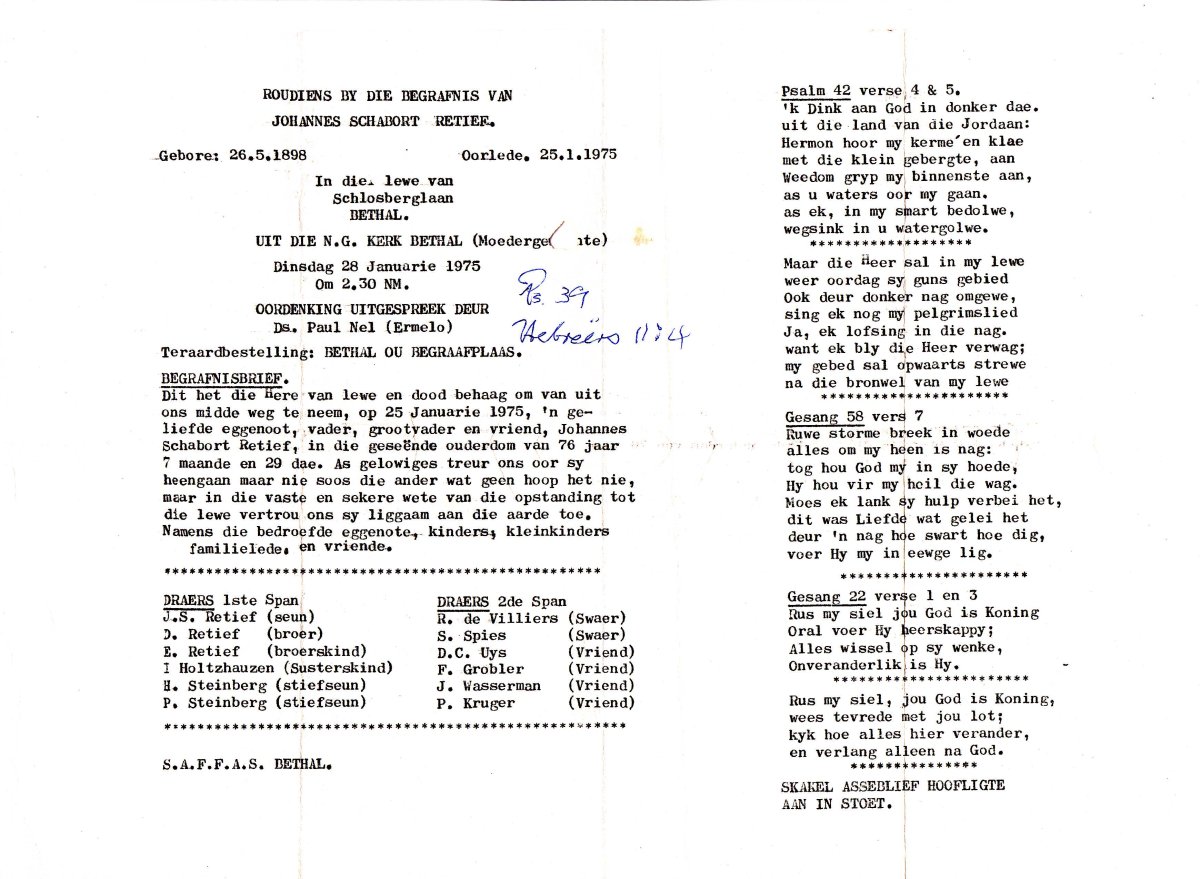 ROUDIENS BY DIE BEGRAFNIS VAN
JOHANNES SCHABORT RETIEF.
Gebore: 26.5.1898 Oorlede. 25.1.1975
In die. lewe van
Schlosberglaan
BETHAL.
UIT DIE N.G. KERK BETHAL (Moederge nte)
Dinsdag 28 Januarie 1975
Om 2.30 NM.
Ps. 39
OORDENKING UITGESPREEK DEUR
Ds. Paul Nel (Ermelo)
Hebreërs 11:4
Teraardbestelling: BETHAL OU BEGRAAFPLAAS.
BEGRAFNISBRIEF.
Dit het die Here van lewe en dood behaag om van uit
ons midde weg te neem, op 25 Januarie 1975, 'n ge-
liefde eggenoot, vader, grootvader en vriend, Johannes
Schabort Retief, in die geseënde ouderdom van 76 jaar
7 maande en 29 dae. As gelowiges treur ons oor sy
heengaan maar nie soos die ander wat geen hoop het nie,
maar in die vaste en sekere wete van die opstanding tot
die lewe vertrou ons sy liggaam aan die aarde toe.
Namens die bedroefde eggenote, kinders, kleinkinders
familielede. en vriende.
****************************************************
DRAERS 1ste Span DRAERS 2de Span
J.S. Retief (seun) R. de Villiers (Swaer)
D. Retief (broer) S. Spies (Swaer)
E. Retief (broerskind) D.C. Uys (Vriend)
I Holtzhauzen (Susterskind) F. Grobler (Vriend)
H. Steinberg (stiefseun) J. Wasserman (Vriend)
P. Steinberg (stiefseun) P. Kruger (Vriend)
*******************************************************
S.A.F.F.A.S. BETHAL.
Psalm 42 verse 4 & 5.
'k Dink aan God in donker dae.
uit die land van die Jordaan:
Hermon hoor my kerme´en klae
met die klein gebergte, aan
Weedom gryp my binnenste aan,
as u waters oor my gaan.
as ek, in my smart bedolwe,
wegsink in u watergolwe.
*******************
Maar die Heer sal in my lewe
weer oordag sy guns gebied
Ook deur donker nag omgewe,
sing ek nog my pelgrimslied
Ja, ek lofsing in die nag.
want ek bly die Heer verwag;
my gebed sal opwaarts strewe
na die bronwel van my lewe
**********************
Gesang 58 vers 7
Ruwe storme breek in woede
alles om my heen is nag:
tog hou God my in sy hoede,
Hy hou vir my heil die wag.
Moes ek lank sy hulp verbei het,
dit was Liefde wat gelei het
deur 'n nag hoe swart hoe dig,
voer Hy my in eewge lig.
**********************
Gesang 22 verse 1 en 3
Rus my siel jou God is Koning
Oral voer Hy heerskappy;
Alles wissel op sy wenke,
Onveranderlik is Hy.
***********************
Rus my siel, jou God is Koning,
wees tevrede met jou lot;
kyk hoe alles hier verander,
en verlang alleen na God.
***************
SKAKEL ASSEBLIEF HOOFLIGTE
AAN IN STOET.